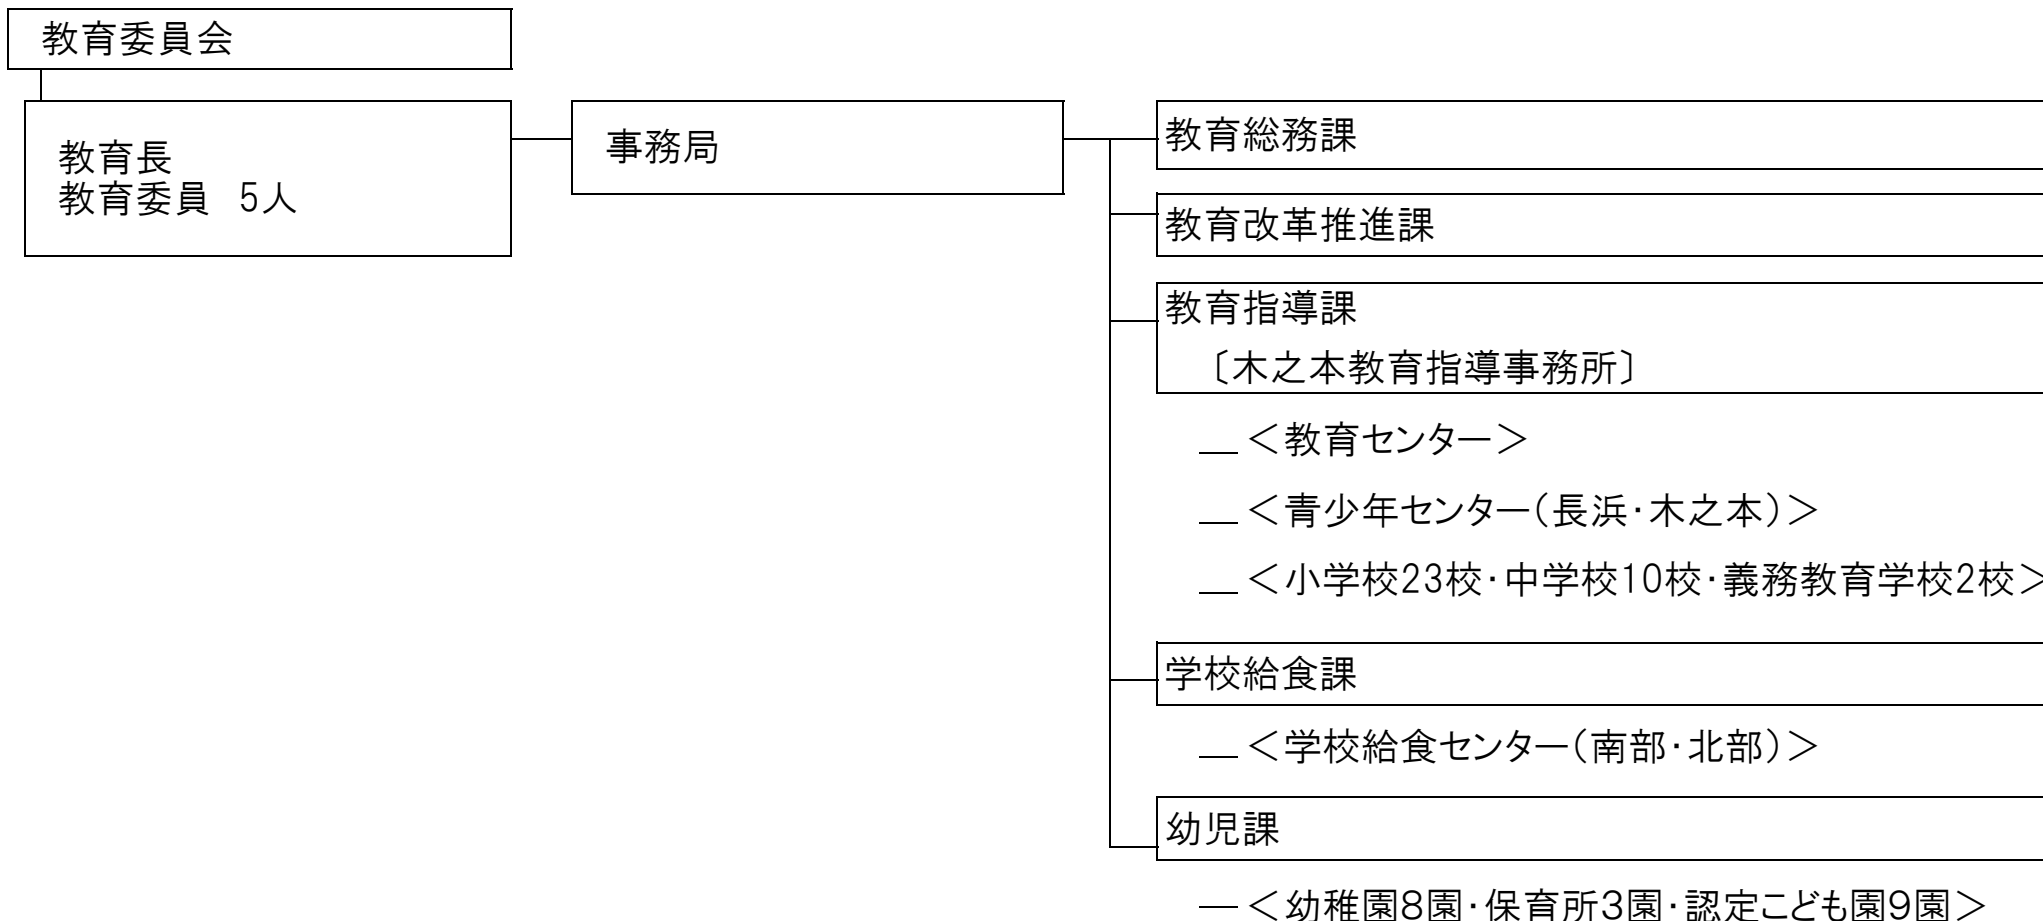 教育委員会
教育長
教育委員　5人
事務局
教育総務課
教育改革推進課
教育指導課
〔木之本教育指導事務所〕
＜教育センター＞
＜青少年センター（長浜・木之本）＞
＜小学校23校・中学校10校・義務教育学校2校＞
学校給食課
＜学校給食センター（南部・北部）＞
幼児課
＜幼稚園8園・保育所3園・認定こども園9園＞